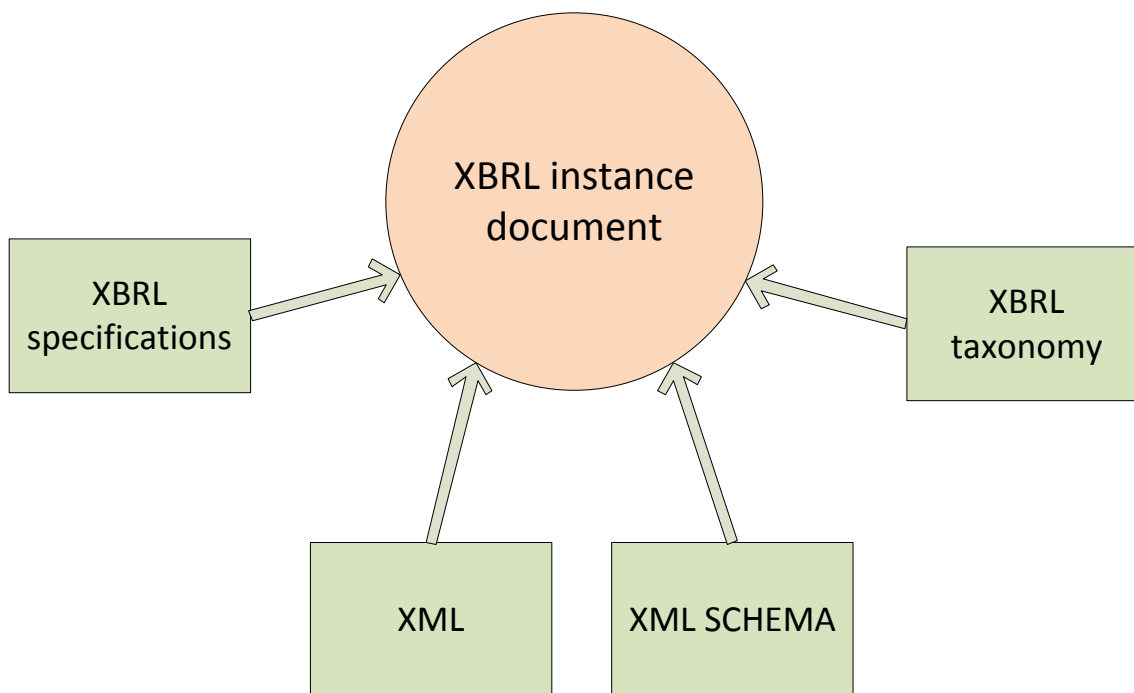 XBRL instance
document
XBRL
specifications
XBRL
taxonomy
XML
XML SCHEMA